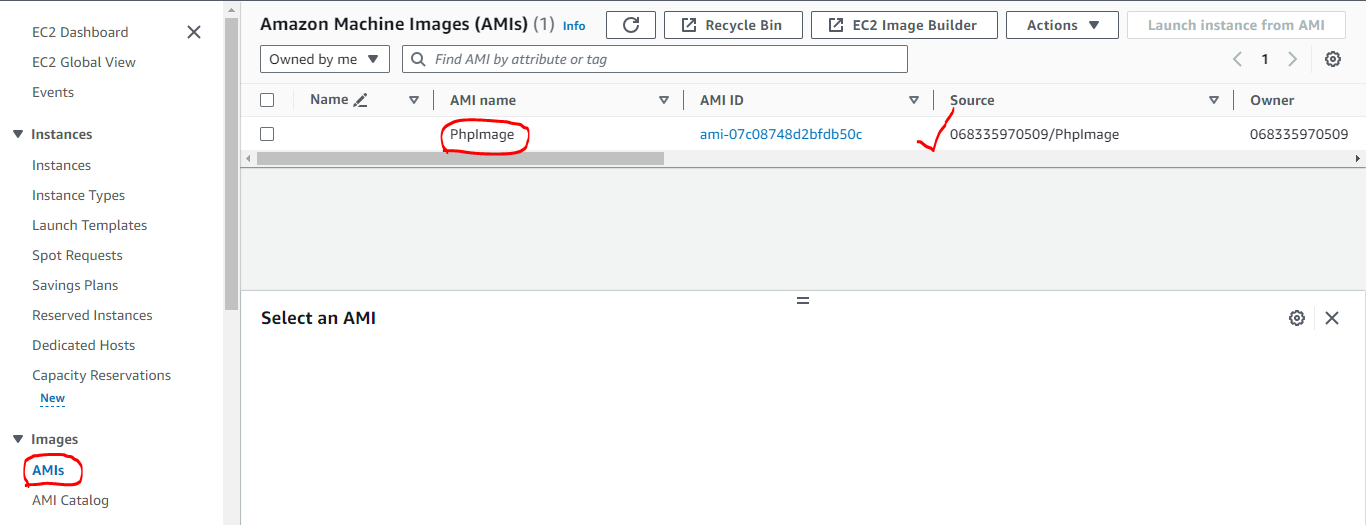 EC2 Dashboard
EC2 Global View
Events
Instances
Instances
Instance Types
Launch Templates
Spot Requests
Savings Plans
Reserved Instances
Dedicated Hosts
Capacity Reservations
New
Images
AMIs
AMI Catalog
Amazon Machine Images (AMIs) (1) Info
Recycle Bin
EC2 Image Builder
Actions
Launch instance from AMI
Owned by me
Find AMI by attribute or tag
1
Name AMI name AMI ID Source Owner
PhpImage ami-07c08748d2bfdb50c 068335970509/PhpImage 068335970509
Select an AMI